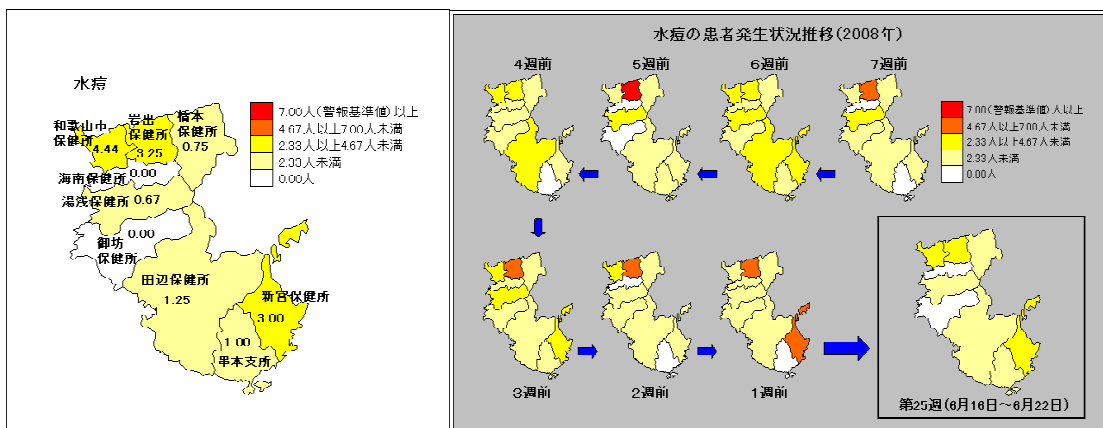 水痘
7.00人(警報基準値)以上
4.67人以上7.00人未満
2.33人以上4.67人未満
2.33人未満
0.00人
和歌山市
保健所
4.44
岩出
保健所
3.25
橋本
保健所
0.75
海南保健所
0.00
湯浅保健所
0.67
御坊
保健所
0.00
田辺保健所
1.25
新宮保健所
3.00
1.00
串本支所
水痘の患者発生状況推移(2008年)
4週前
5週前
6週前
7週前
7.00(警報基準値)人以上
4.67人以上7.00人未満
2.33人以上4.67人未満
2.33人未満
0.00人
3週前
2週前
1週前
第25週(6月16日~6月22日)